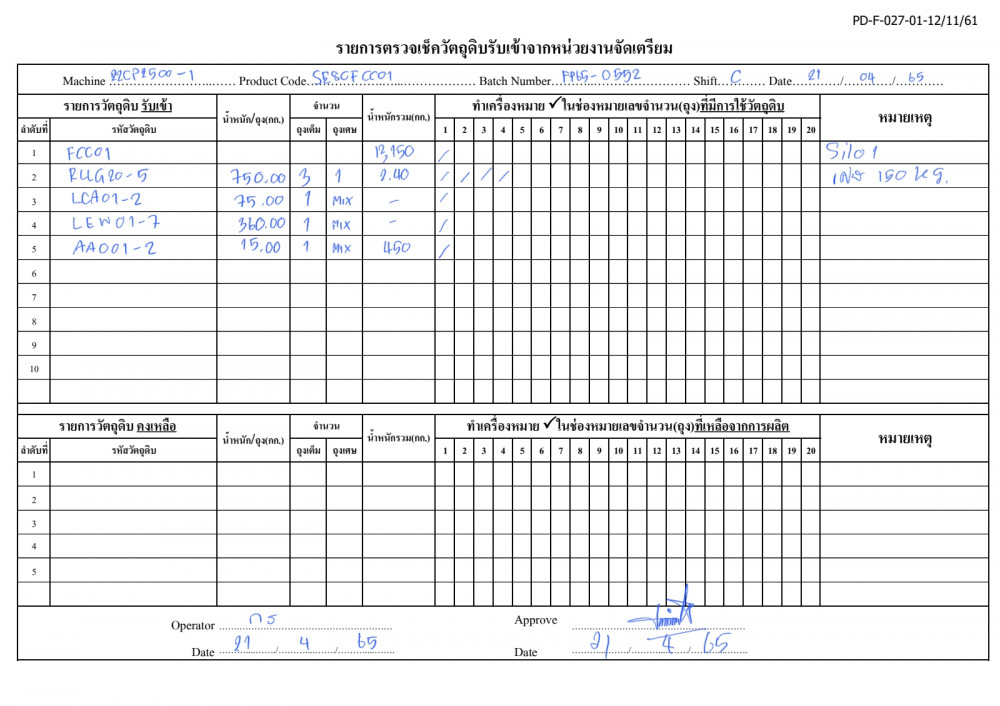 PD-F-027-01-12/11/61
รายการตรวจเช็ควัตถุดิบรับเข้าจากหน่วยงานจัดเตรียม
Machine 22CP2500-1 Product Code SE8CFCC01 Batch Number FP65-0552 Shift C Date 21/04/65
รายการวัตถุดิบ รับเข้า น้ำหนัก/ถุง(กก.) จำนวน น้ำหนักรวม(กก.) ทำเครื่องหมาย ✓ ในช่องหมายเลขจำนวน(ถุง)ที่มีการใช้วัตถุดิบ หมายเหตุ
ลำดับที่ รหัสวัตถุดิบ ถุงเต็ม ถุงเศษ 1 2 3 4 5 6 7 8 9 10 11 12 13 14 15 16 17 18 19 20
1 FCC01 13,150 / Silo 1
2 RUG20-5 750.00 3 1 2.40 / / / / เศษ 150 kg.
3 LCA01-2 75.00 1 MIX - /
4 LEW01-7 360.00 1 MIX - /
5 AA001-2 15.00 1 MIX 450 /
6
7
8
9
10
รายการวัตถุดิบ คงเหลือ น้ำหนัก/ถุง(กก.) จำนวน น้ำหนักรวม(กก.) ทำเครื่องหมาย ✓ ในช่องหมายเลขจำนวน(ถุง)ที่เหลือจากการผลิต หมายเหตุ
ลำดับที่ รหัสวัตถุดิบ ถุงเต็ม ถุงเศษ 1 2 3 4 5 6 7 8 9 10 11 12 13 14 15 16 17 18 19 20
1
2
3
4
5
Operator กร Approve
Date 21/4/65 Date 21/4/65